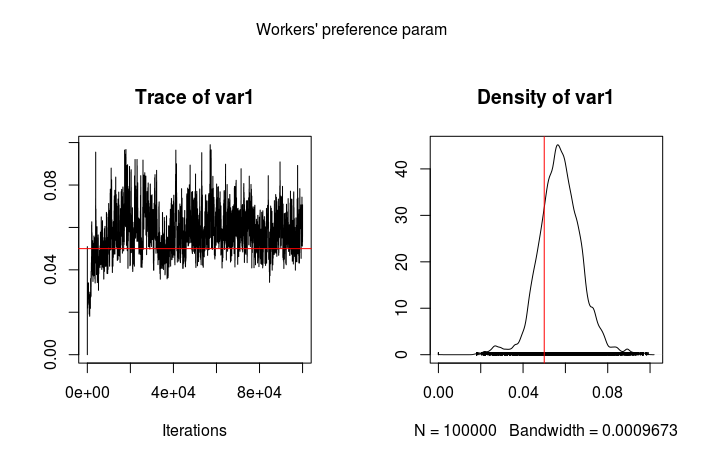 Workers' preference param
Trace of var1
0.00 0.04 0.08
0e+00 4e+04 8e+04
Iterations
Density of var1
0 10 20 30 40
0.00 0.04 0.08
N = 100000 Bandwidth = 0.0009673